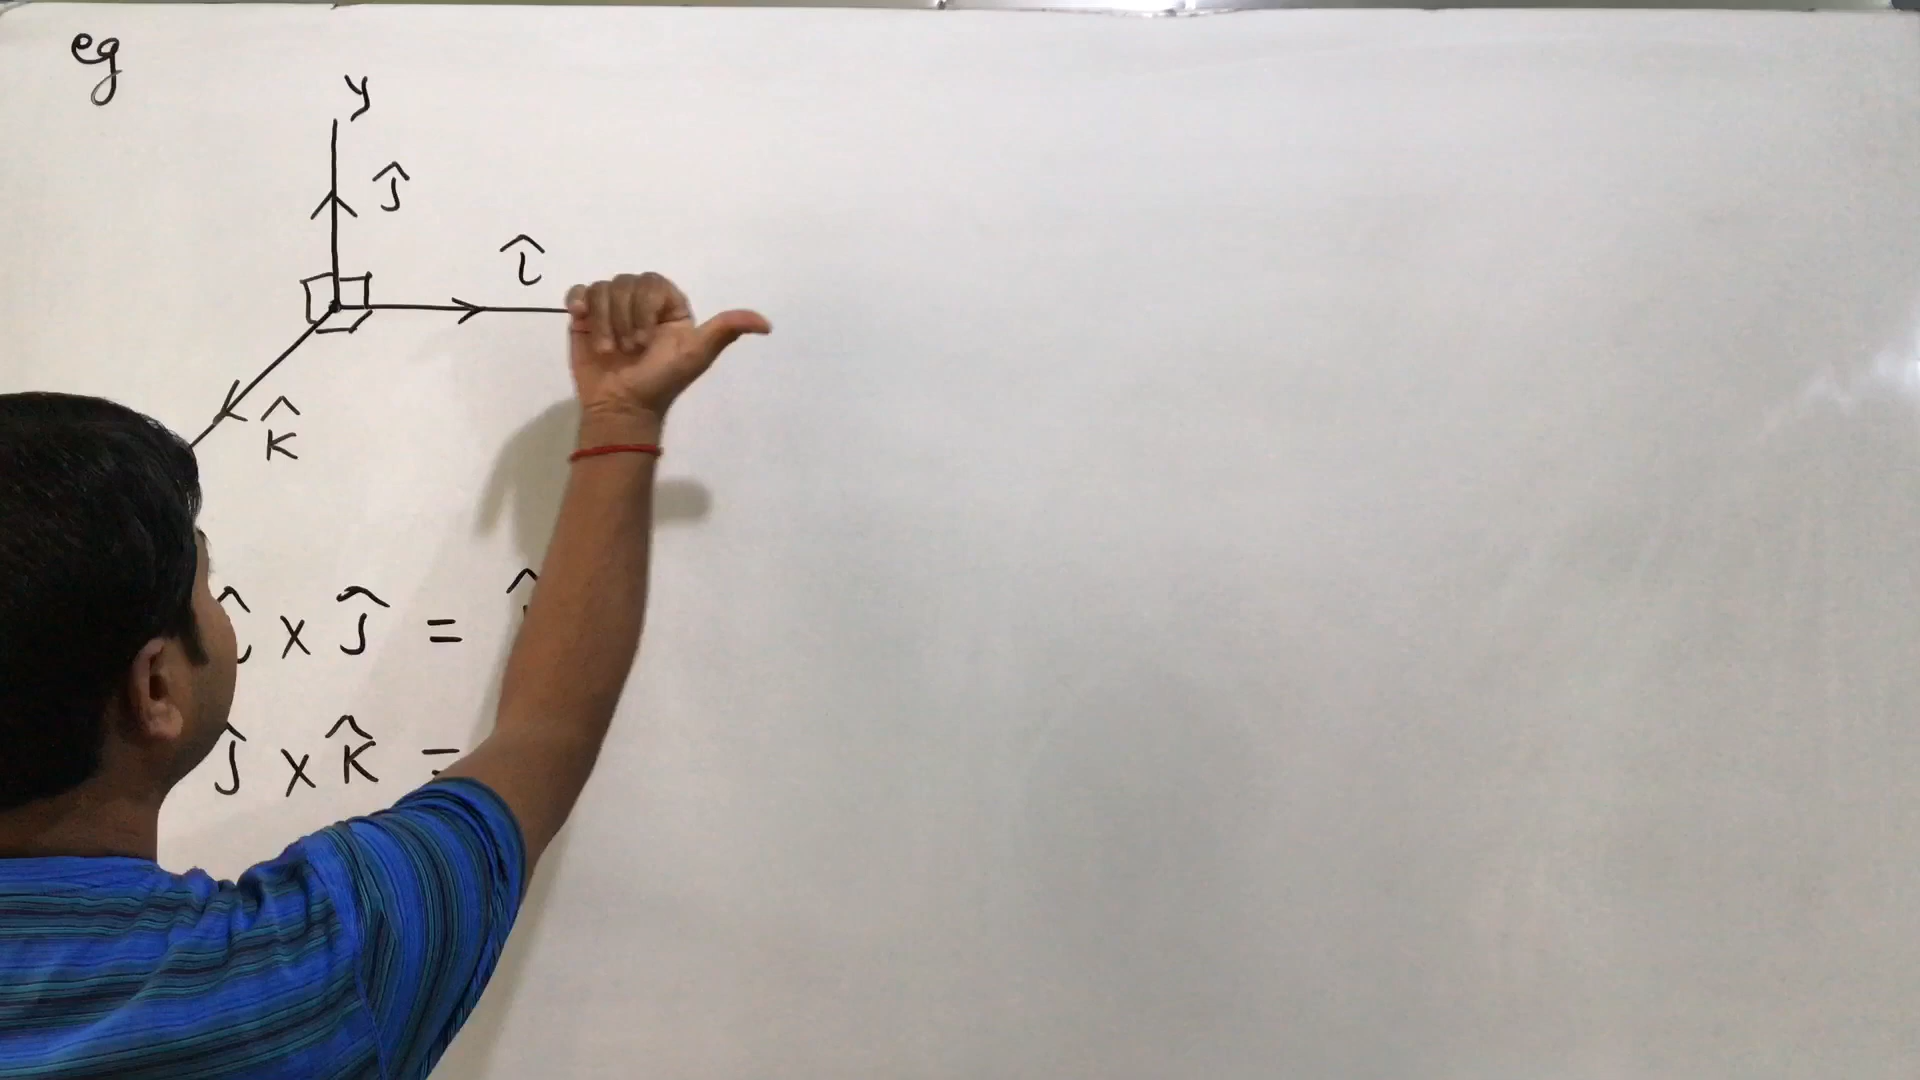 eg
y
ĵ
î
k̂
î × ĵ =
ĵ × k̂ =